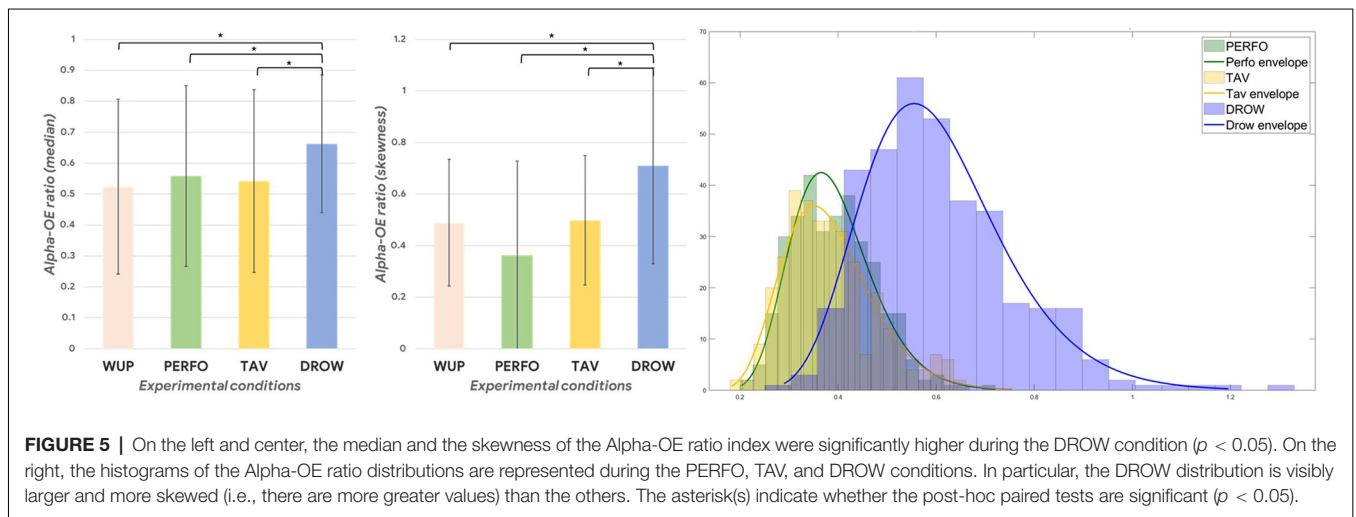 1
0.9
0.8
0.7
0.6
0.5
0.4
0.3
0.2
0.1
0
Alpha-OE ratio (median)
* 
*
*
WUP PERFO TAV DROW
Experimental conditions
1.2
1
0.8
0.6
0.4
0.2
0
Alpha-OE ratio (skewness)
*
*
*
WUP PERFO TAV DROW
Experimental conditions
70
60
50
40
30
20
10
0
0.2 0.4 0.6 0.8 1 1.2
PERFO
Perfo envelope
TAV
Tav envelope
DROW
Drow envelope
FIGURE 5 | On the left and center, the median and the skewness of the Alpha-OE ratio index were significantly higher during the DROW condition (p < 0.05). On the
right, the histograms of the Alpha-OE ratio distributions are represented during the PERFO, TAV, and DROW conditions. In particular, the DROW distribution is visibly
larger and more skewed (i.e., there are more greater values) than the others. The asterisk(s) indicate whether the post-hoc paired tests are significant (p < 0.05).